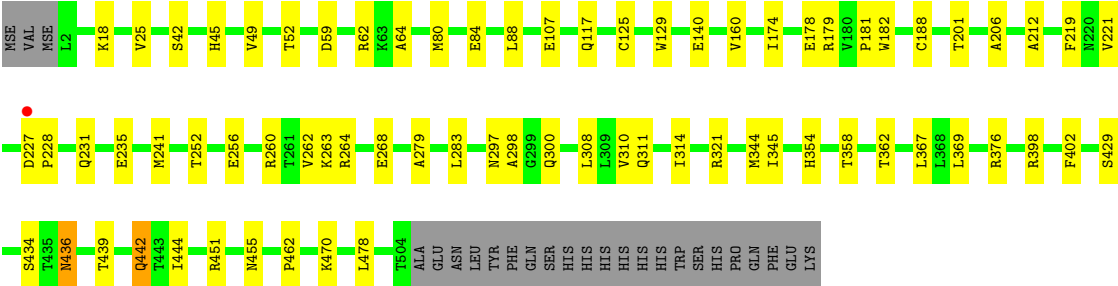 MSE VAL MSE L2 K18 V25 S42 H45 V49 T52 D59 R62 K63 A64 M80 E84 L88 E107 Q117 C125 W129 E140 V160 I174 E178 R179 V180 P181 W182 C188 T201 A206 A212 F219 N220 V221
D227 P228 Q231 E235 M241 T252 E256 R260 T261 V262 K263 R264 E268 A279 L283 N297 A298 G299 Q300 L308 L309 V310 Q311 I314 R321 M344 I345 H354 T358 T362 L367 L368 L369 R376 R398 F402 S429
S434 T435 N436 T439 Q442 T443 I444 R451 N455 P462 K470 L478 T504 ALA GLU ASN LEU TYR PHE GLN SER HIS HIS HIS HIS HIS HIS TRP SER HIS PRO GLN PHE GLU LYS